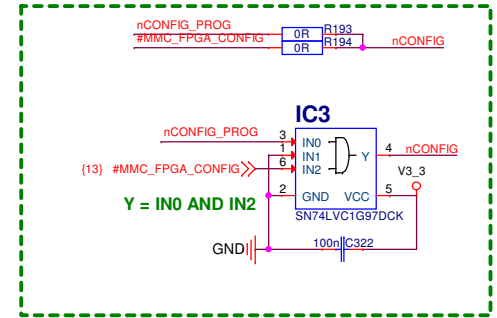 nCONFIG_PROG
R193
0R
#MMC_FPGA_CONFIG
R194
0R
nCONFIG
IC3
nCONFIG_PROG
3
IN0
4
nCONFIG
1
IN1
Y
{13}
#MMC_FPGA_CONFIG
6
IN2
V3_3
2
GND
VCC
5
Y = IN0 AND IN2
SN74LVC1G97DCK
GND
100n
C322